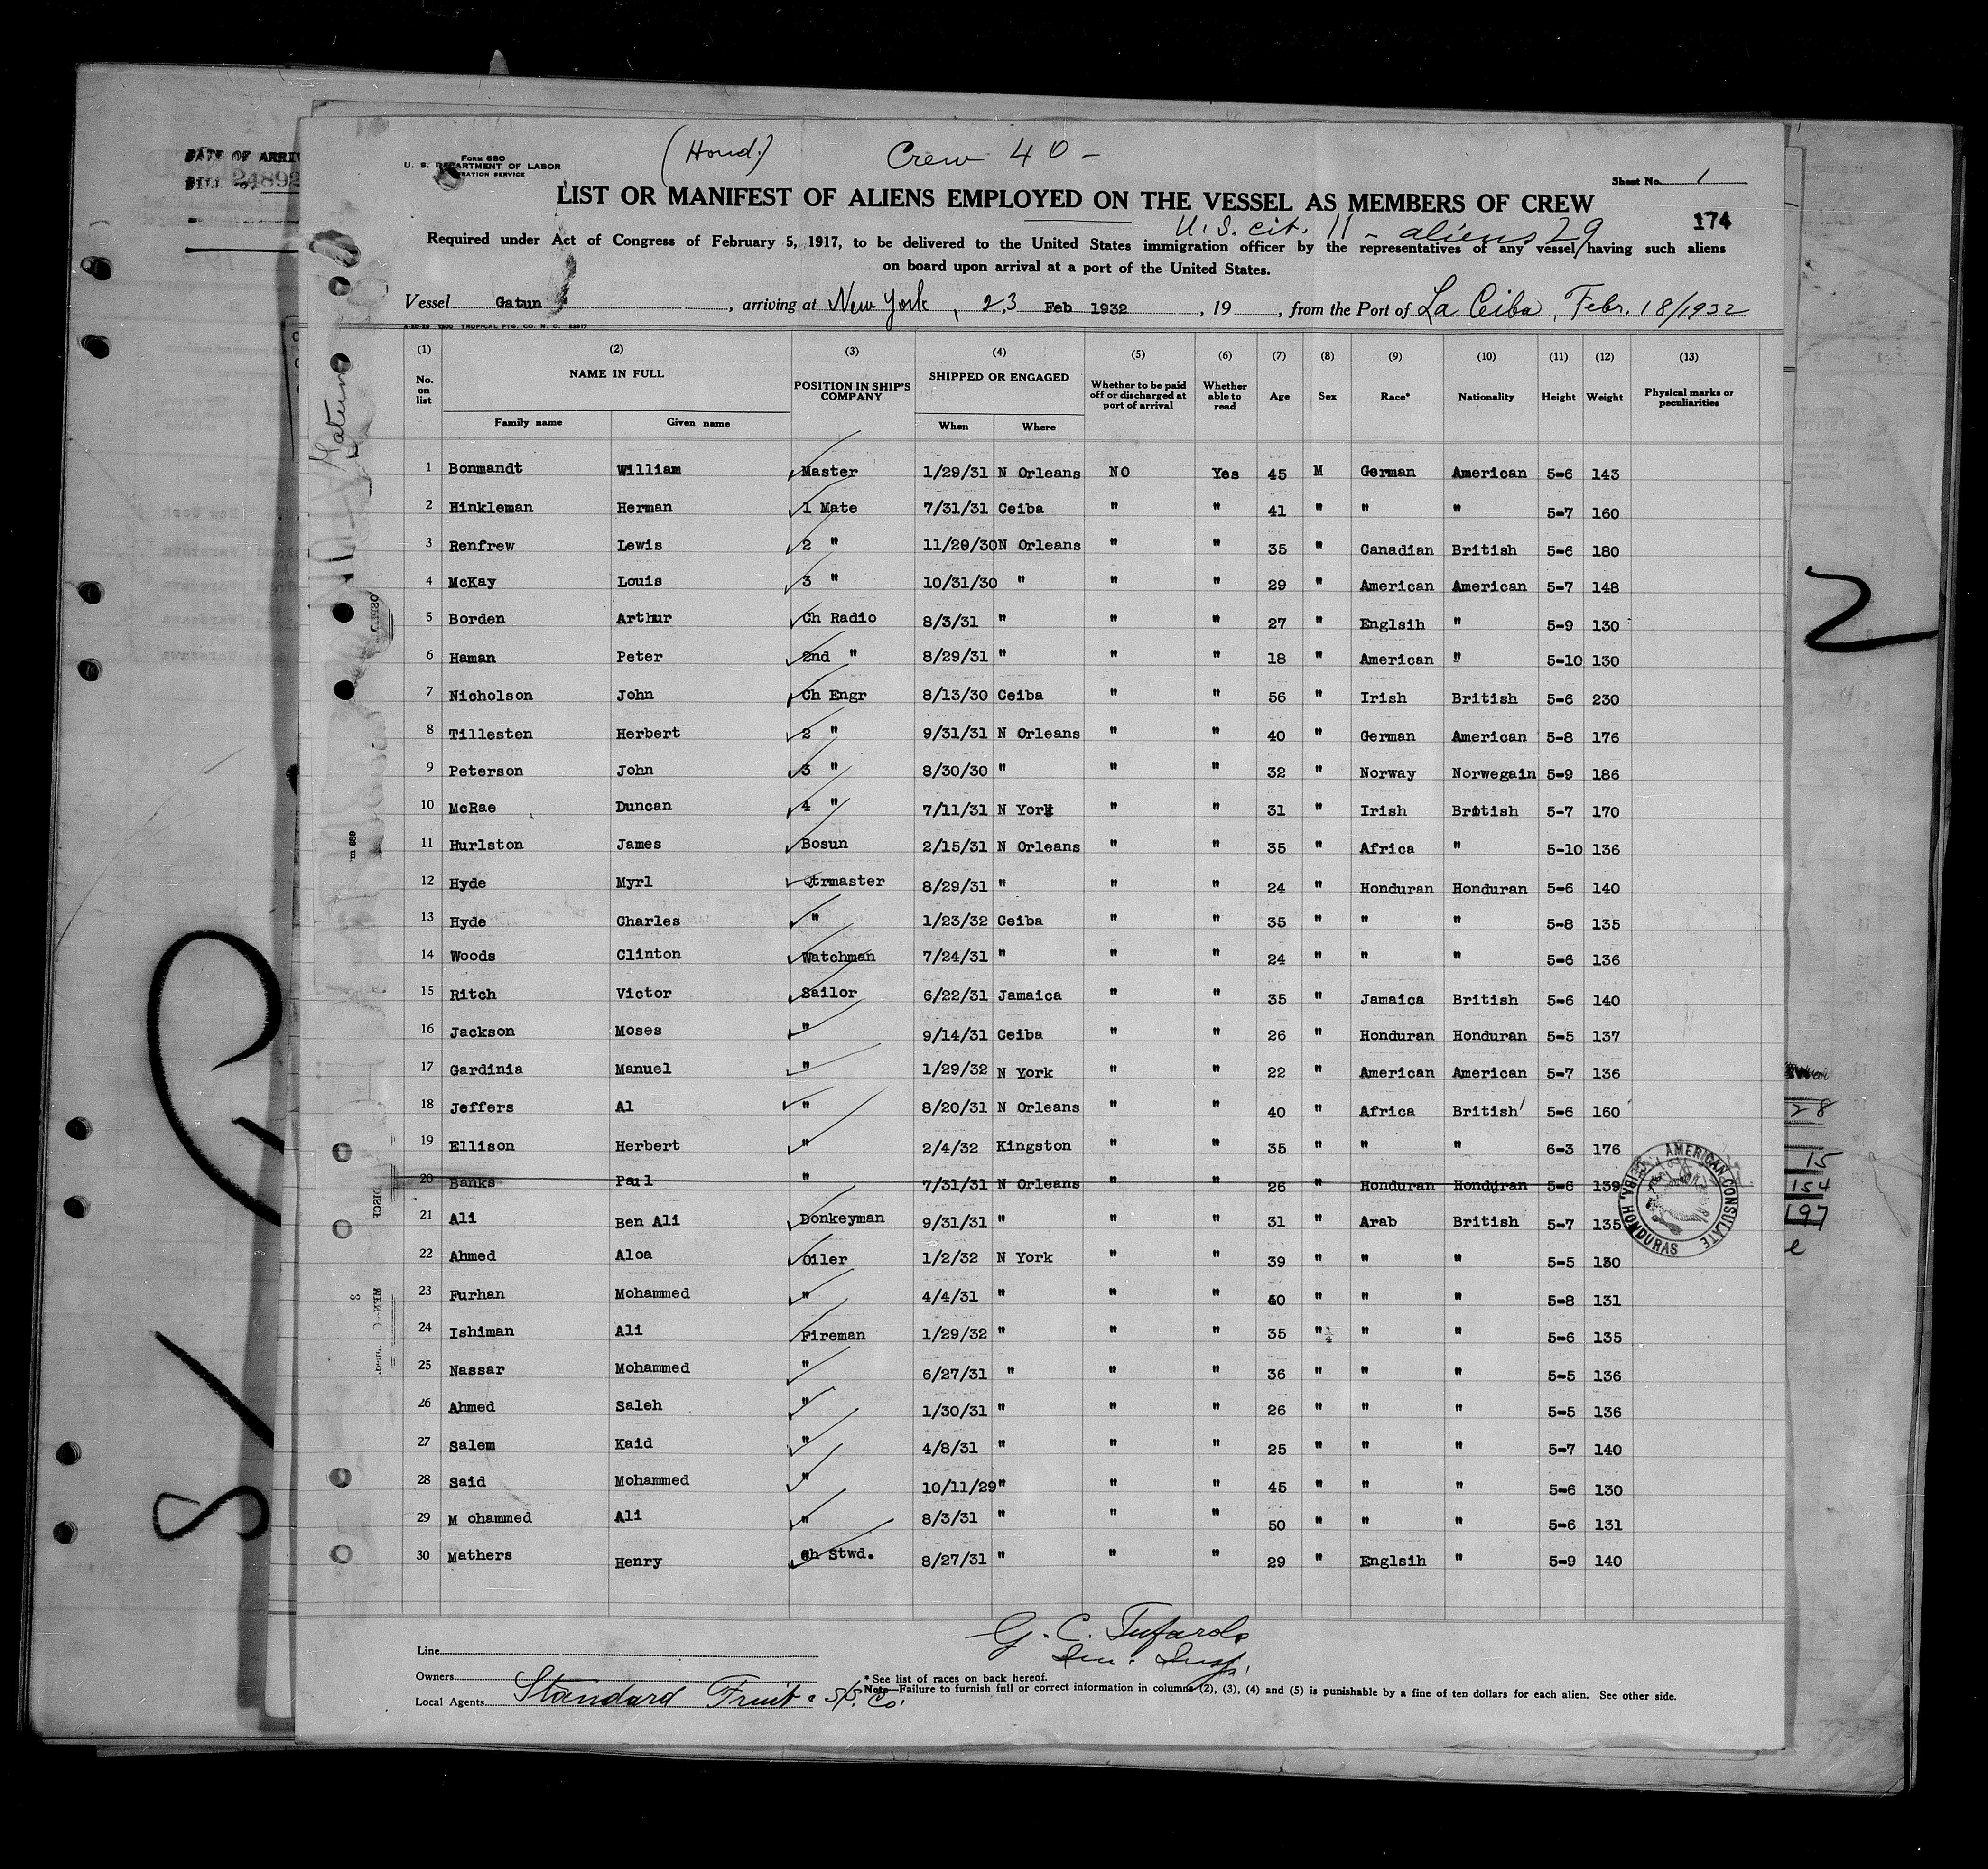 DATE OF ARRIV
24892
(Hond.)
Crew 40 -
FORM 680
U. S. DEPARTMENT OF LABOR
Sheet No. 1
LIST OR MANIFEST OF ALIENS EMPLOYED ON THE VESSEL AS MEMBERS OF CREW
174
U.S. cit. 11 - aliens 29
Required under Act of Congress of February 5, 1917, to be delivered to the United States immigration officer by the representatives of any vessel having such aliens
on board upon arrival at a port of the United States.
Vessel Gatun , arriving at New York, 23 Feb 1932 , 19 , from the Port of La Ceiba, Febr. 18/1932
(1) (2) (3) (4) (5) (6) (7) (8) (9) (10) (11) (12) (13)
No. on list NAME IN FULL Family name Given name POSITION IN SHIP'S COMPANY SHIPPED OR ENGAGED When Where Whether to be paid off or discharged at port of arrival Whether able to read Age Sex Race* Nationality Height Weight Physical marks or peculiarities
1 Bonmandt William Master 1/29/31 N Orleans NO Yes 45 M German American 5-6 143
2 Hinkleman Herman 1 Mate 7/31/31 Ceiba " " 41 " " " 5-7 160
3 Renfrew Lewis 2 " 11/20/30 N Orleans " " 35 " Canadian British 5-6 180
4 McKay Louis 3 " 10/31/30 " " " 29 " American American 5-7 148
5 Borden Arthur Ch Radio 8/3/31 " " " 27 " Englsih " 5-9 130
6 Haman Peter 2nd " 8/29/31 " " " 18 " American " 5-10 130
7 Nicholson John Ch Engr 8/13/30 Ceiba " " 56 " Irish British 5-6 230
8 Tillesten Herbert 2 " 9/31/31 N Orleans " " 40 " German American 5-8 176
9 Peterson John 3 " 8/30/30 " " " 32 " Norway Norwegain 5-9 186
10 McRae Duncan 4 " 7/11/31 N York " " 31 " Irish British 5-7 170
11 Hurlston James Bosun 2/15/31 N Orleans " " 35 " Africa " 5-10 136
12 Hyde Myrl Qtrmaster 8/29/31 " " " 24 " Honduran Honduran 5-6 140
13 Hyde Charles " 1/23/32 Ceiba " " 35 " " " 5-8 135
14 Woods Clinton Watchman 7/24/31 " " " 24 " " " 5-6 136
15 Ritch Victor Sailor 6/22/31 Jamaica " " 35 " Jamaica British 5-6 140
16 Jackson Moses " 9/14/31 Ceiba " " 26 " Honduran Honduran 5-5 137
17 Gardinia Manuel " 1/29/32 N York " " 22 " American American 5-7 136
18 Jeffers Al " 8/20/31 N Orleans " " 40 " Africa British 5-6 160
19 Ellison Herbert " 2/4/32 Kingston " " 35 " " " 6-3 176
20 Banks Paul " 7/31/31 N Orleans " " 26 " Honduran Honduran 5-6 139
21 Ali Ben Ali Donkeyman 9/31/31 " " " 31 " Arab British 5-7 135
22 Ahmed Aloa Oiler 1/2/32 N York " " 39 " " " 5-5 130
23 Furhan Mohammed " 4/4/31 " " " 40 " " " 5-8 131
24 Ishiman Ali Fireman 1/29/32 " " " 35 " " " 5-6 135
25 Nassar Mohammed " 6/27/31 " " " 36 " " " 5-5 136
26 Ahmed Saleh " 1/30/31 " " " 26 " " " 5-5 136
27 Salem Kaid " 4/8/31 " " " 25 " " " 5-7 140
28 Said Mohammed " 10/11/29 " " " 45 " " " 5-6 130
29 M ohammed Ali " 8/3/31 " " " 50 " " " 5-6 131
30 Mathers Henry Ch Stwd. 8/27/31 " " " 29 " Englsih " 5-9 140
AMERICAN CONSULATE CEIBA, HONDURAS
28
15
154
197
2
Gatun
G. C. Tufaro
Imm. Insp.
Line
Owners
Local Agents Standard Fruit & S/S. Co.
* See list of races on back hereof.
Note—Failure to furnish full or correct information in columns (2), (3), (4) and (5) is punishable by a fine of ten dollars for each alien. See other side.